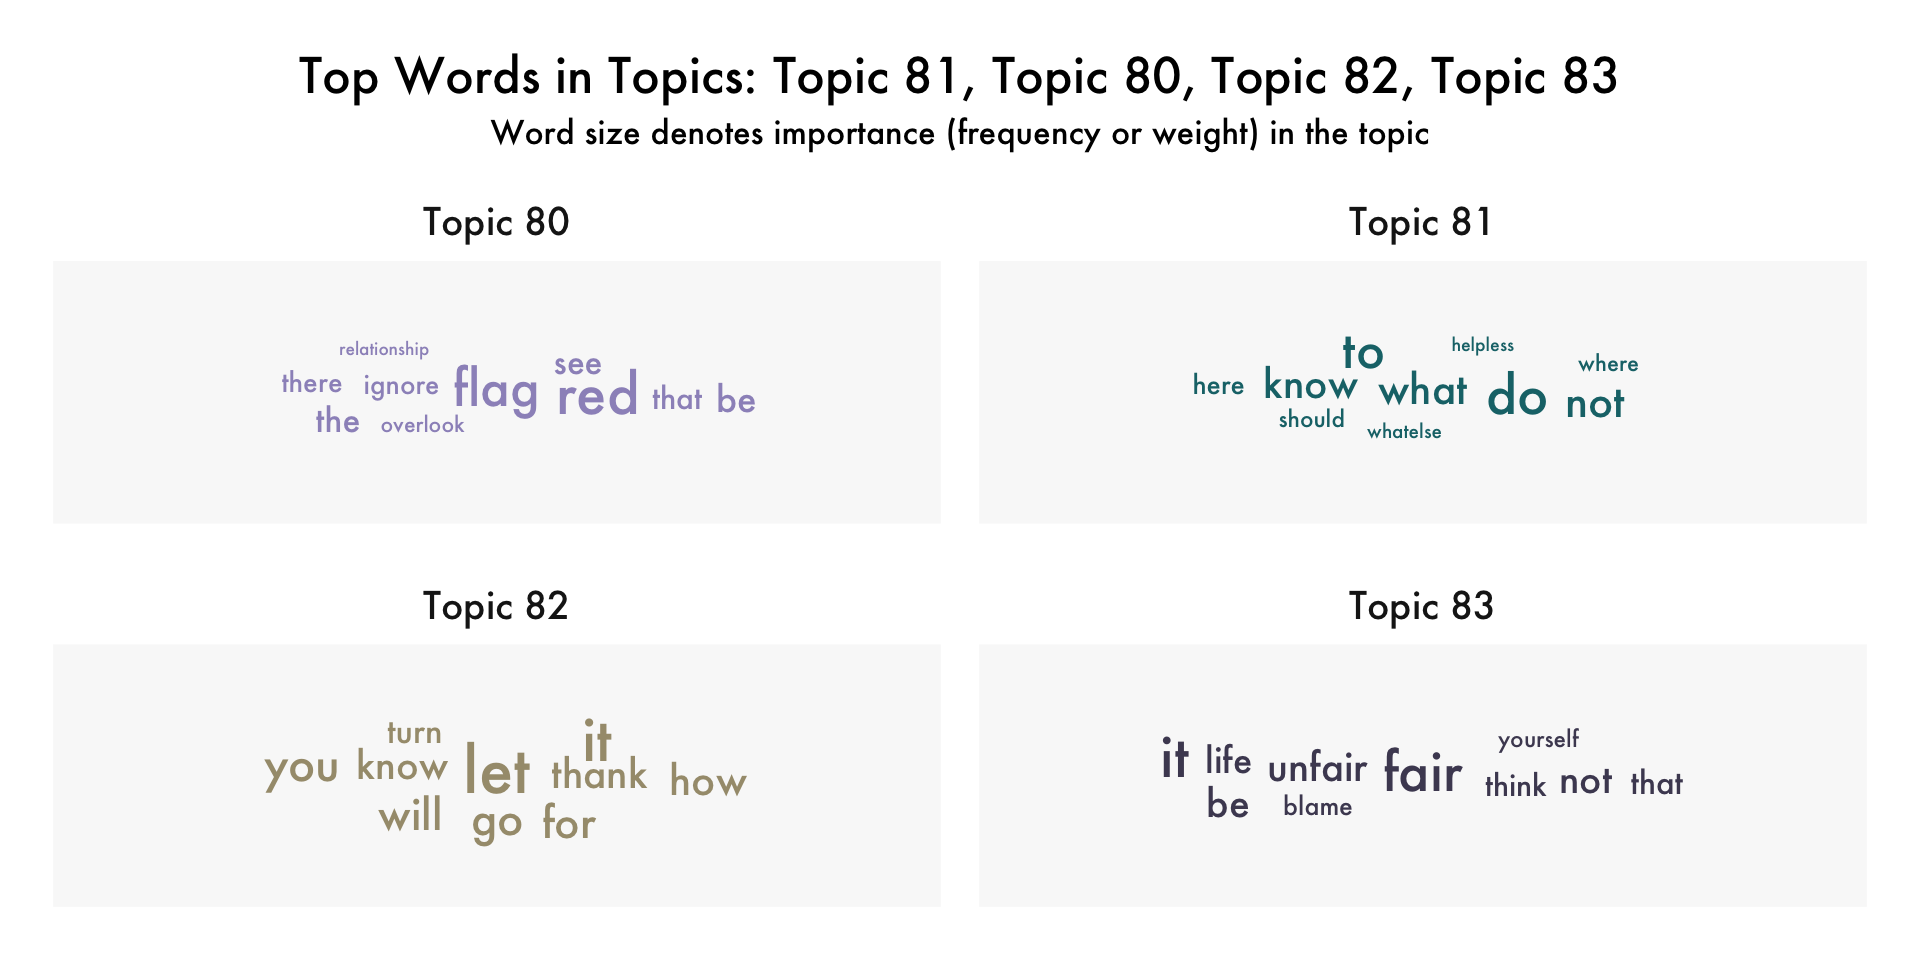 Top Words in Topics: Topic 81, Topic 80, Topic 82, Topic 83
Word size denotes importance (frequency or weight) in the topic
Topic 80
relationship
see
there ignore flag red that be
the overlook
Topic 81
to helpless where
here know what do not
should whatelse
Topic 82
turn it
you know let thank how
will go for
Topic 83
yourself
it life unfair fair think not that
be blame